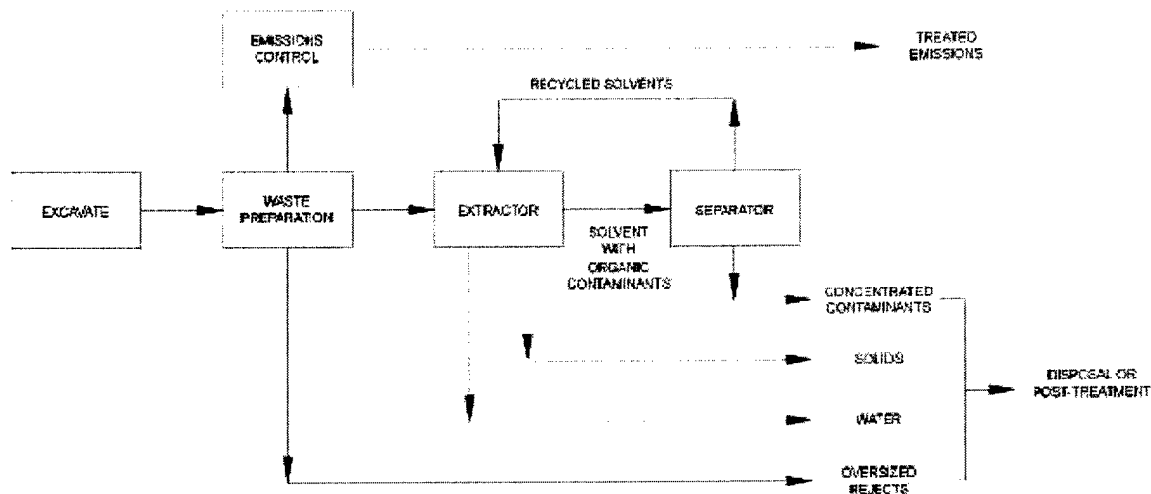 EMISSIONS
CONTROL
TREATED
EMISSIONS
RECYCLED SOLVENTS
EXCAVATE
WASTE
PREPARATION
EXTRACTOR
SEPARATOR
SOLVENT
WITH
ORGANIC
CONTAMINANTS
CONCENTRATED
CONTAMINANTS
SOLIDS
DISPOSAL OR
POST-TREATMENT
WATER
OVERSIZED
REJECTS